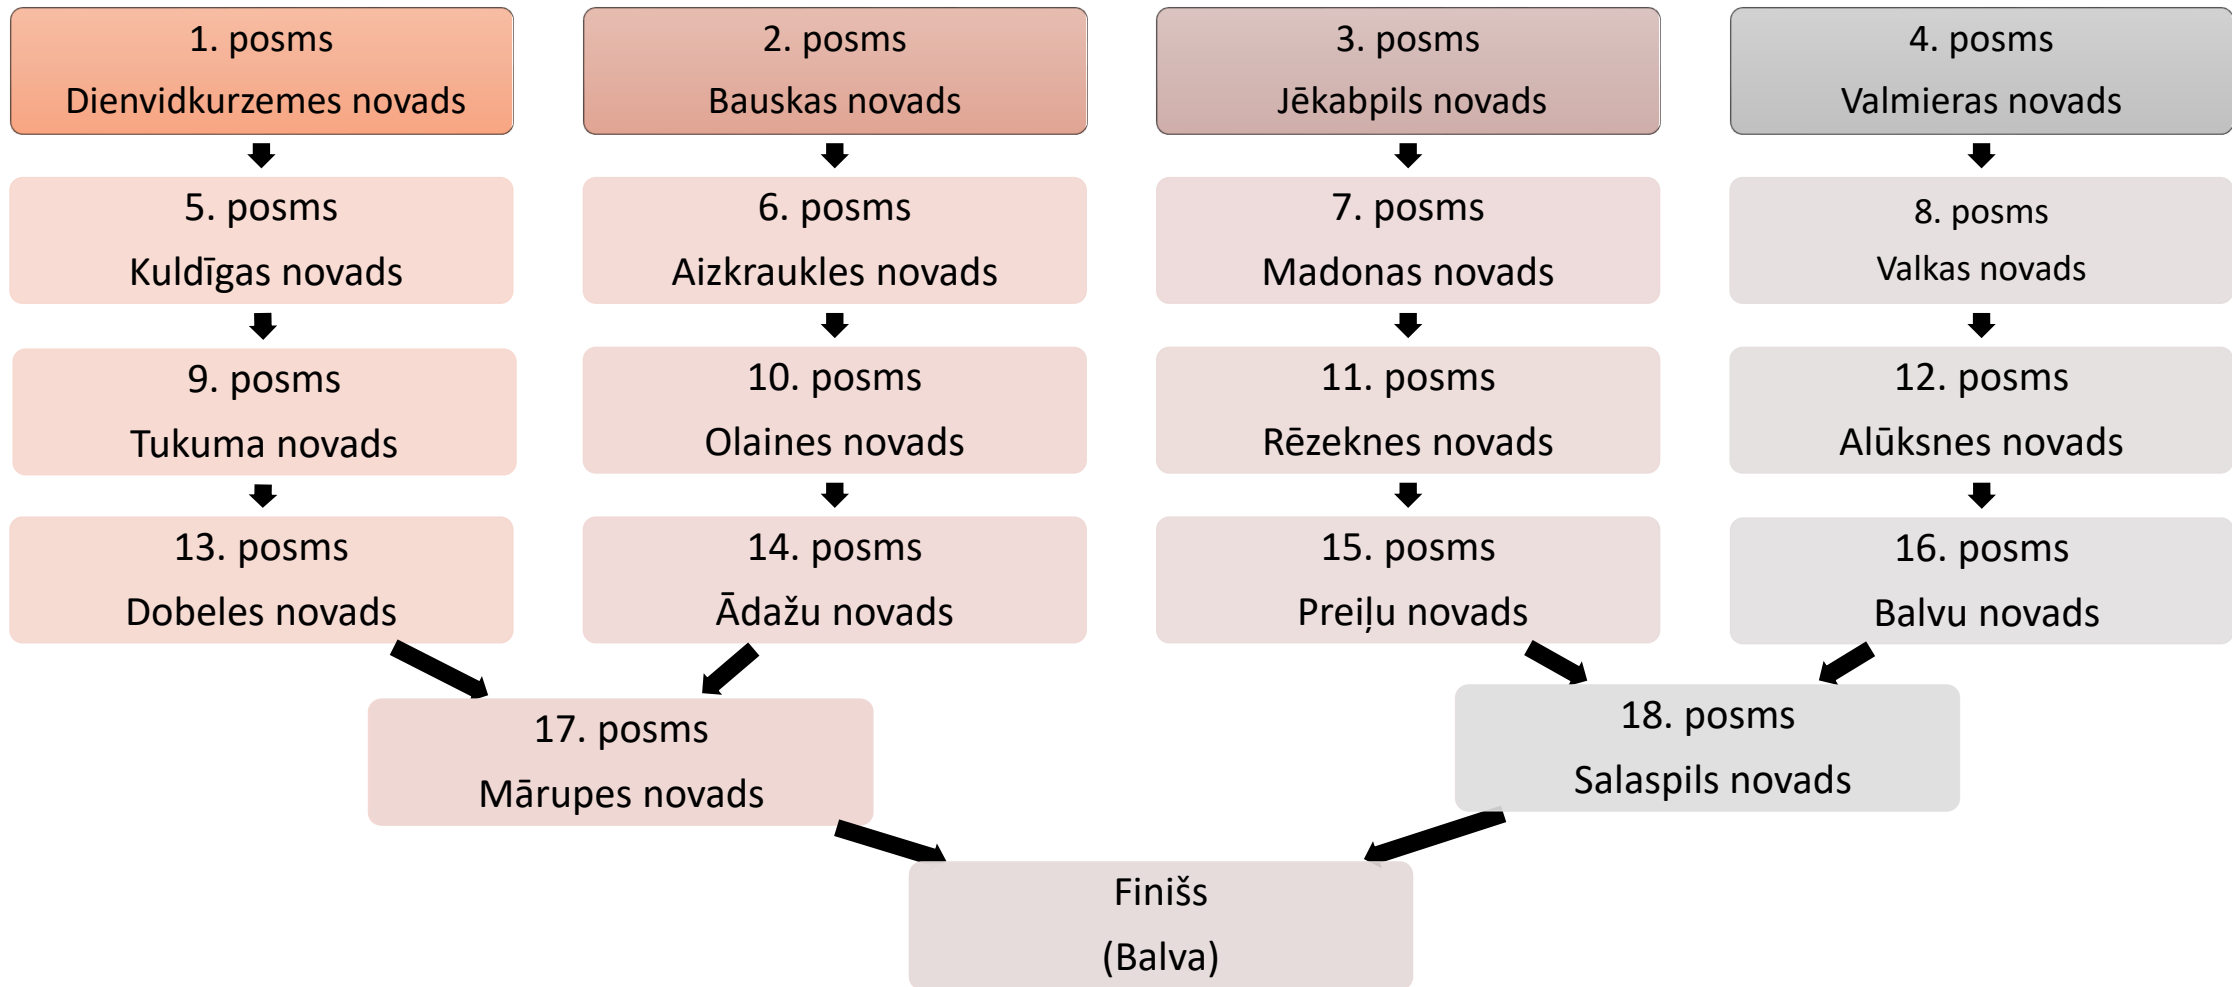 1. posms
Dienvidkurzemes novads
2. posms
Bauskas novads
3. posms
Jēkabpils novads
4. posms
Valmieras novads
5. posms
Kuldīgas novads
6. posms
Aizkraukles novads
7. posms
Madonas novads
8. posms
Valkas novads
9. posms
Tukuma novads
10. posms
Olaines novads
11. posms
Rēzeknes novads
12. posms
Alūksnes novads
13. posms
Dobeles novads
14. posms
Ādažu novads
15. posms
Preiļu novads
16. posms
Balvu novads
17. posms
Mārupes novads
18. posms
Salaspils novads
Finišs
(Balva)